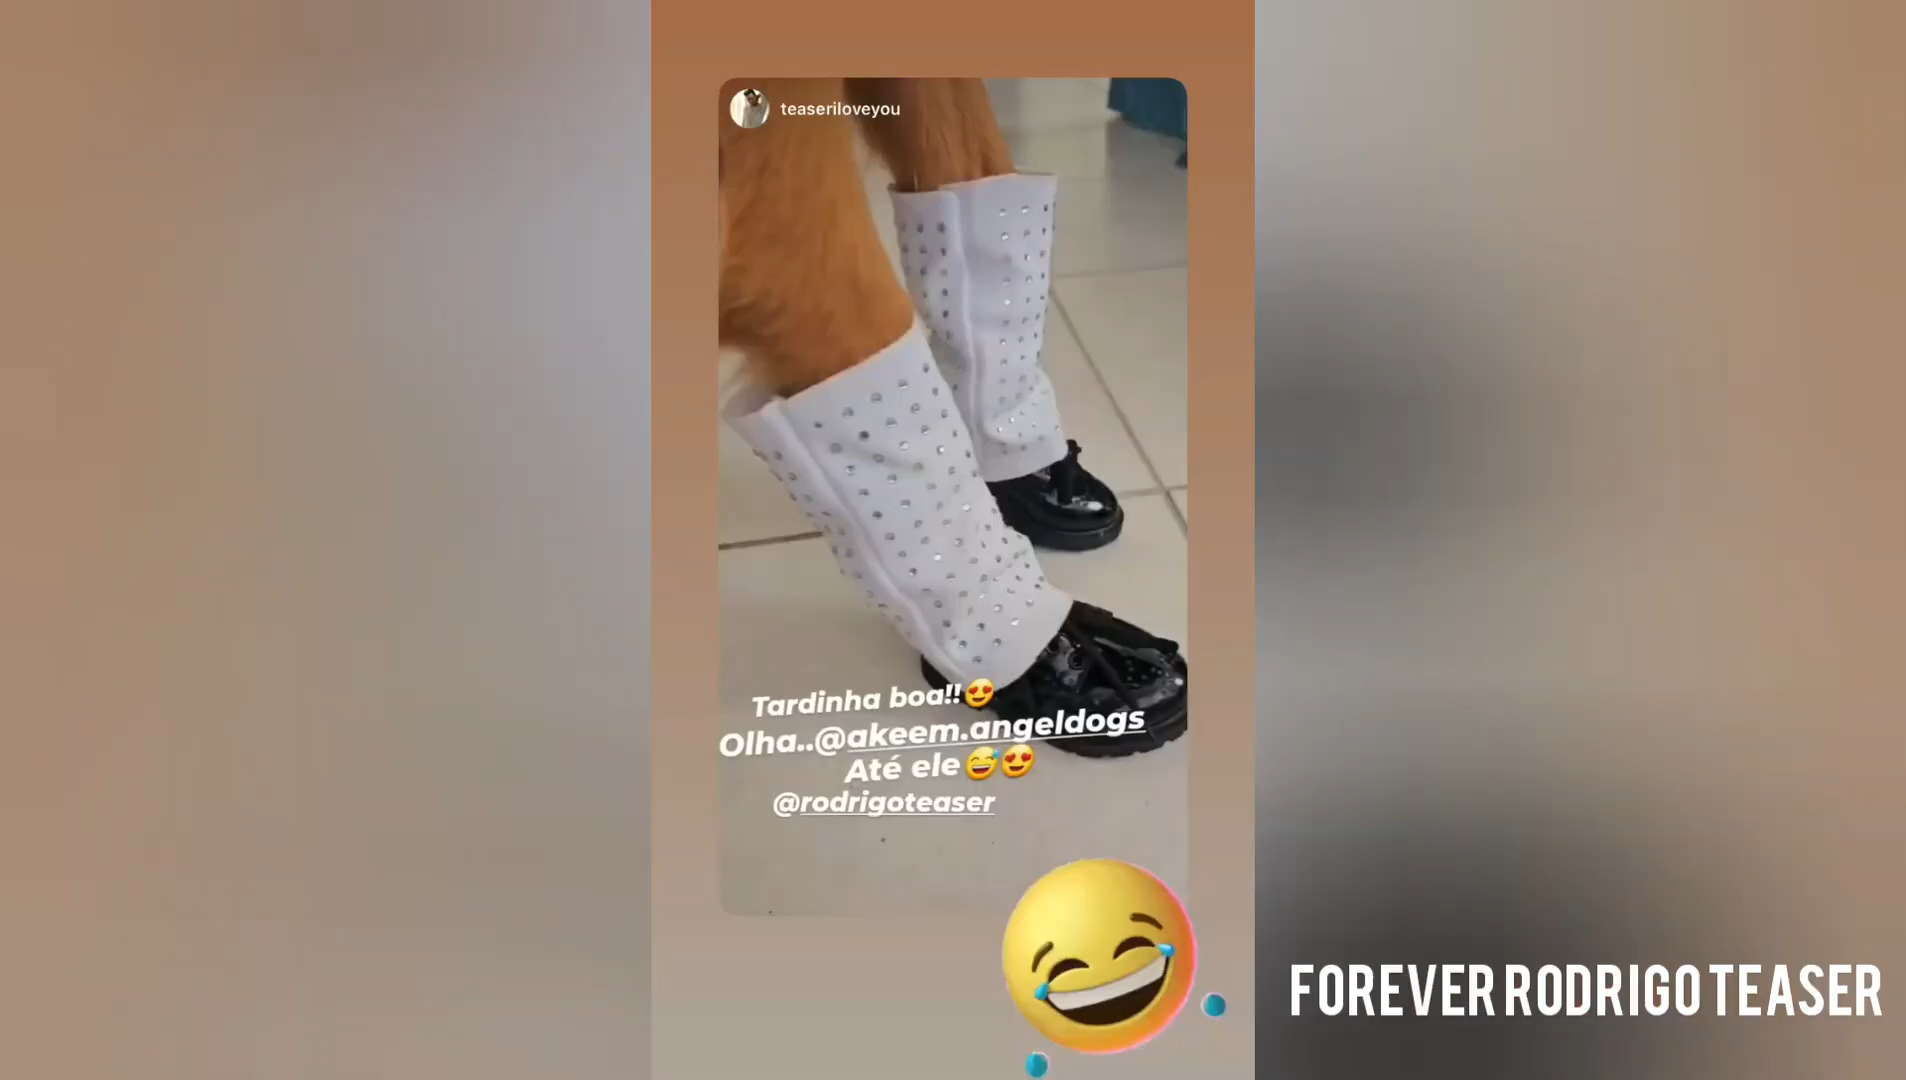 teaseriloveyou
Tardinha boa!!😍
Olha..@akeem.angeldogs
Até ele😅😍
@rodrigoteaser
FOREVER RODRIGO TEASER